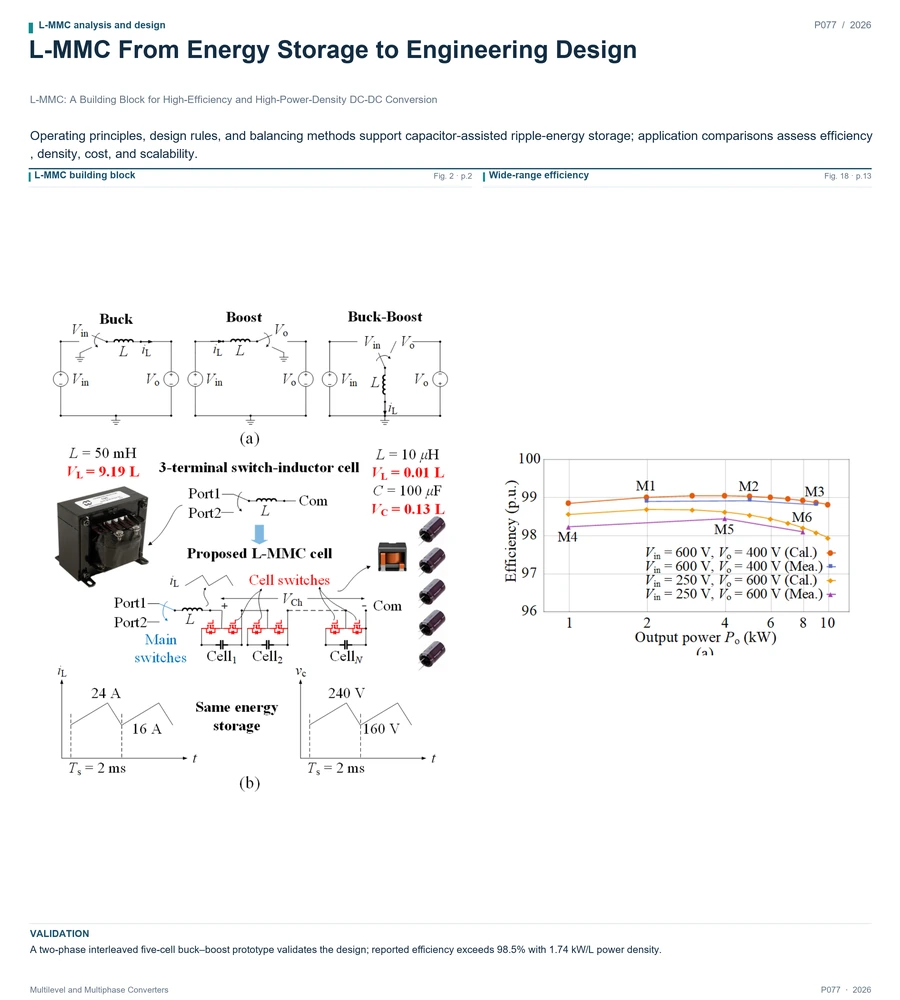 L-MMC analysis and design
P077 / 2026
L-MMC From Energy Storage to Engineering Design
L-MMC: A Building Block for High-Efficiency and High-Power-Density DC-DC Conversion
Operating principles, design rules, and balancing methods support capacitor-assisted ripple-energy storage; application comparisons assess efficiency
, density, cost, and scalability.
L-MMC building block
Fig. 2 · p.2
Wide-range efficiency
Fig. 18 · p.13
Buck
Boost
Buck-Boost
Vin
L iL
Vin
Vo
iL L
Vo
Vin
Vo
Vin Vo
Vin
L
Vo
iL
(a)
L = 50 mH
VL = 9.19 L
3-terminal switch-inductor cell
L = 10 μH
VL = 0.01 L
C = 100 μF
VC = 0.13 L
Port1
Port2
L
Com
Proposed L-MMC cell
iL
Cell switches
VCh
+
-
Port1
Port2
L
Com
Main
switches
Cell1
Cell2
CellN
iL
24 A
16 A
Ts = 2 ms
t
Same energy
storage
vc
240 V
160 V
Ts = 2 ms
t
(b)
Efficiency (p.u.)
100
99
98
97
96
M1
M2
M3
M4
M5
M6
Vin = 600 V, Vo = 400 V (Cal.)
Vin = 600 V, Vo = 400 V (Mea.)
Vin = 250 V, Vo = 600 V (Cal.)
Vin = 250 V, Vo = 600 V (Mea.)
1 2 4 6 8 10
Output power Po (kW)
(a)
VALIDATION
A two-phase interleaved five-cell buck–boost prototype validates the design; reported efficiency exceeds 98.5% with 1.74 kW/L power density.
Multilevel and Multiphase Converters
P077 · 2026